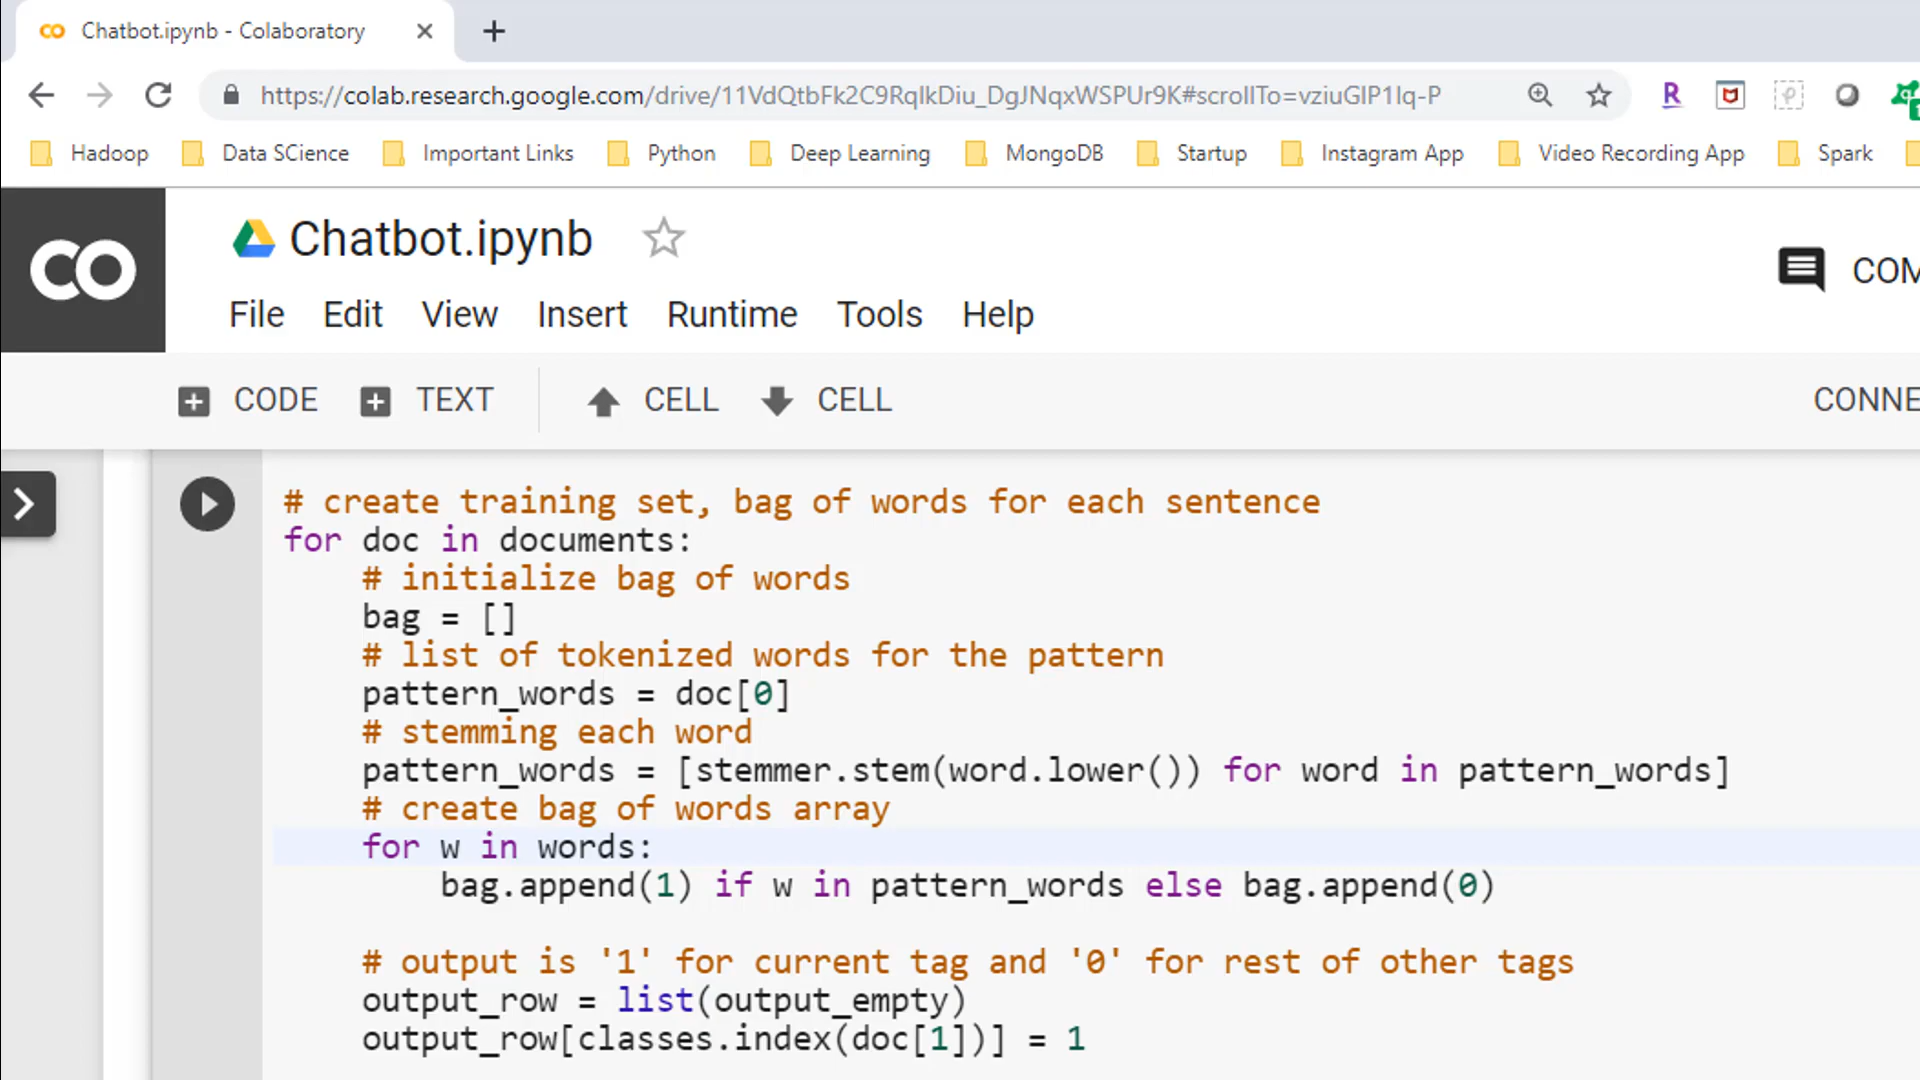 Chatbot.ipynb - Colaboratory
https://colab.research.google.com/drive/11VdQtbFk2C9RqIkDiu_DgJNqxWSPUr9K#scrollTo=vziuGIP1Iq-P
Hadoop Data SCience Important Links Python Deep Learning MongoDB Startup Instagram App Video Recording App Spark
CO Chatbot.ipynb
COM
File Edit View Insert Runtime Tools Help
CODE TEXT CELL CELL CONNE
# create training set, bag of words for each sentence
for doc in documents:
    # initialize bag of words
    bag = []
    # list of tokenized words for the pattern
    pattern_words = doc[0]
    # stemming each word
    pattern_words = [stemmer.stem(word.lower()) for word in pattern_words]
    # create bag of words array
    for w in words:
        bag.append(1) if w in pattern_words else bag.append(0)
    # output is '1' for current tag and '0' for rest of other tags
    output_row = list(output_empty)
    output_row[classes.index(doc[1])] = 1